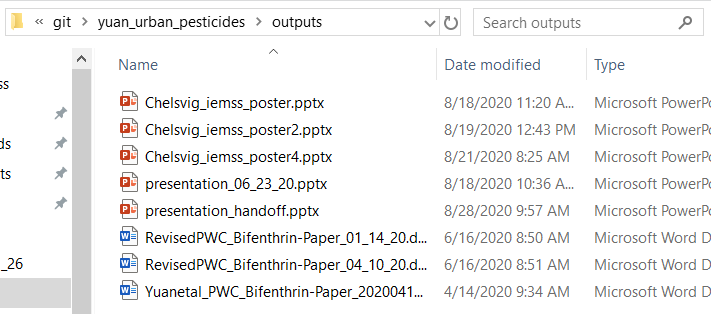 « git › yuan_urban_pesticides › outputs Search outputs
Name Date modified Type
ss Chelsvig_iemss_poster.pptx 8/18/2020 11:20 A... Microsoft PowerPo
Chelsvig_iemss_poster2.pptx 8/19/2020 12:43 PM Microsoft PowerPo
ds Chelsvig_iemss_poster4.pptx 8/21/2020 8:25 AM Microsoft PowerPo
ts presentation_06_23_20.pptx 8/18/2020 10:36 A... Microsoft PowerPo
presentation_handoff.pptx 8/28/2020 9:57 AM Microsoft PowerPo
RevisedPWC_Bifenthrin-Paper_01_14_20.d... 6/16/2020 8:50 AM Microsoft Word D
_26 RevisedPWC_Bifenthrin-Paper_04_10_20.d... 6/16/2020 8:51 AM Microsoft Word D
Yuanetal_PWC_Bifenthrin-Paper_2020041... 4/14/2020 9:34 AM Microsoft Word D